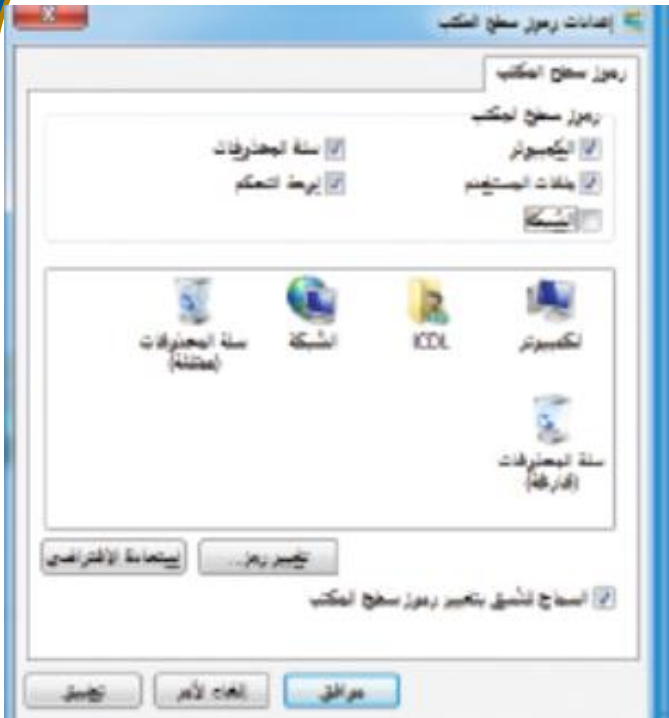 إعدادات رموز سطح المكتب
رموز سطح المكتب
رموز سطح المكتب
الكمبيوتر سلة المحذوفات
ملفات المستخدم لوحة التحكم
الشبكة
الكمبيوتر ICDL الشبكة سلة المحذوفات
(ممتلئة)
سلة المحذوفات
(فارغة)
تغيير رمز... استعادة الافتراضي
السماح للنسق بتغيير رموز سطح المكتب
موافق إلغاء الأمر تطبيق